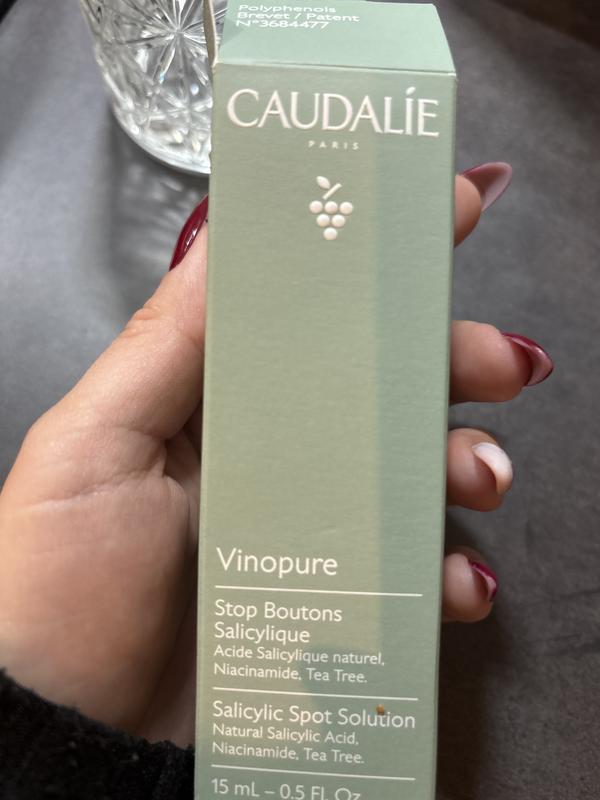 Polyphenols
Brevet / Patent
N°3684477
CAUDALÍE
PARIS
Vinopure
Stop Boutons
Salicylique
Acide Salicylique naturel,
Niacinamide, Tea Tree.
Salicylic Spot Solution
Natural Salicylic Acid,
Niacinamide, Tea Tree.
15 mL – 0.5 Fl. Oz